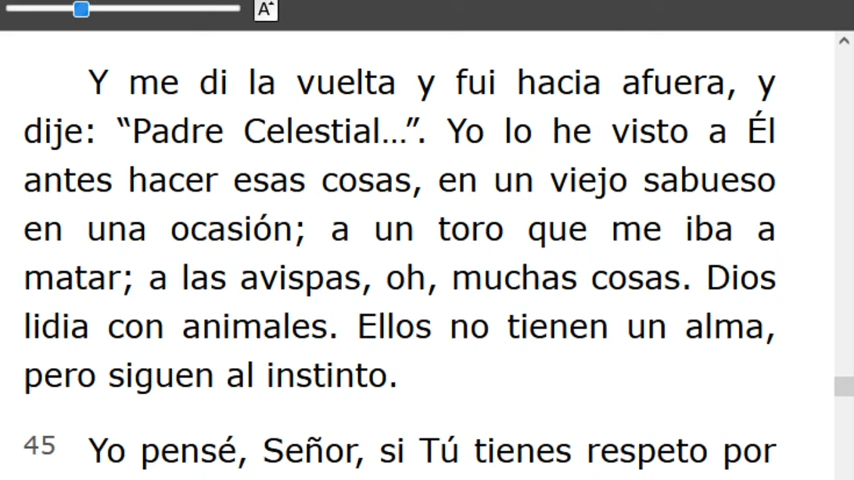 A
Y me di la vuelta y fui hacia afuera, y
dije: “Padre Celestial...”. Yo lo he visto a Él
antes hacer esas cosas, en un viejo sabueso
en una ocasión; a un toro que me iba a
matar; a las avispas, oh, muchas cosas. Dios
lidia con animales. Ellos no tienen un alma,
pero siguen al instinto.
45 Yo pensé, Señor, si Tú tienes respeto por